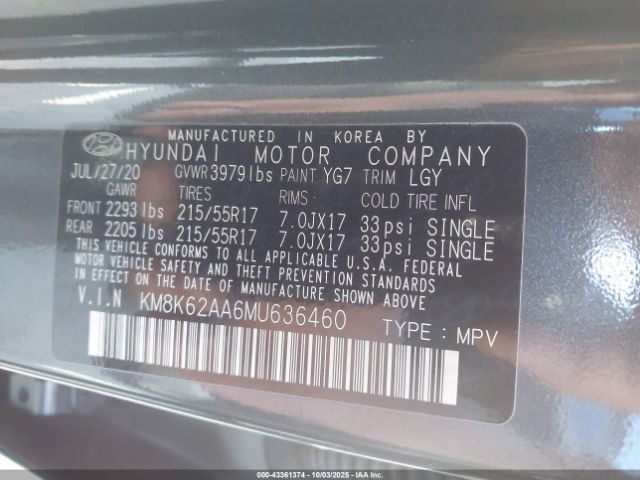 MANUFACTURED IN KOREA BY
HYUNDAI MOTOR COMPANY
JUL/27/20 GVWR 3979lbs PAINT YG7 TRIM LGY
GAWR TIRES RIMS: COLD TIRE INFL
FRONT 2293lbs 215/55R17 7.0JX17 33psi SINGLE
REAR 2205lbs 215/55R17 7.0JX17 33psi SINGLE
THIS VEHICLE CONFORMS TO ALL APPLICABLE U.S.A. FEDERAL
MOTOR VEHICLE SAFETY AND THEFT PREVENTION STANDARDS
IN EFFECT ON THE DATE OF MANUFACTURE SHOWN ABOVE.
V.I.N KM8K62AA6MU636460
TYPE : MPV
000-43361374 - 10/03/2025 - IAAI.com